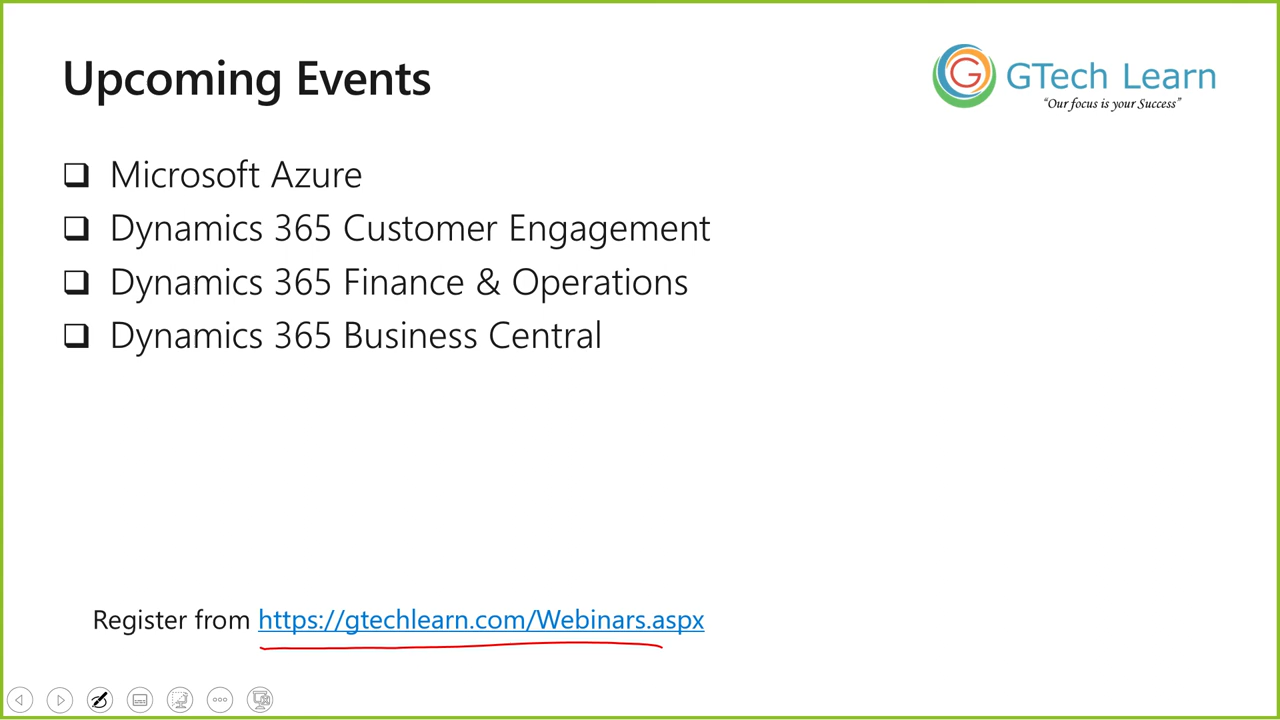 Upcoming Events
GTech Learn
“Our focus is your Success”
❑ Microsoft Azure
❑ Dynamics 365 Customer Engagement
❑ Dynamics 365 Finance & Operations
❑ Dynamics 365 Business Central
Register from https://gtechlearn.com/Webinars.aspx